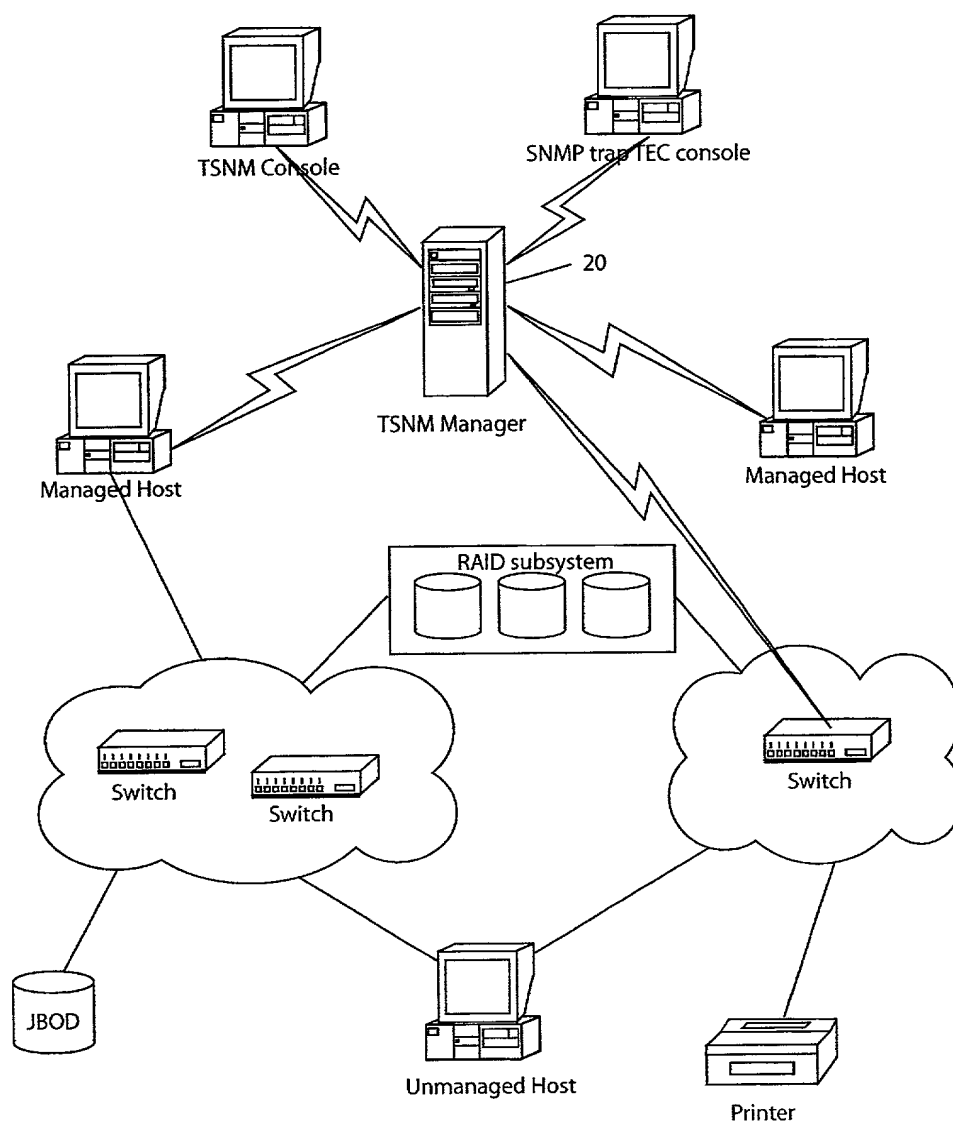 TSNM Console
SNMP trap TEC console
20
TSNM Manager
Managed Host
Managed Host
RAID subsystem
Switch
Switch
Switch
JBOD
Unmanaged Host
Printer